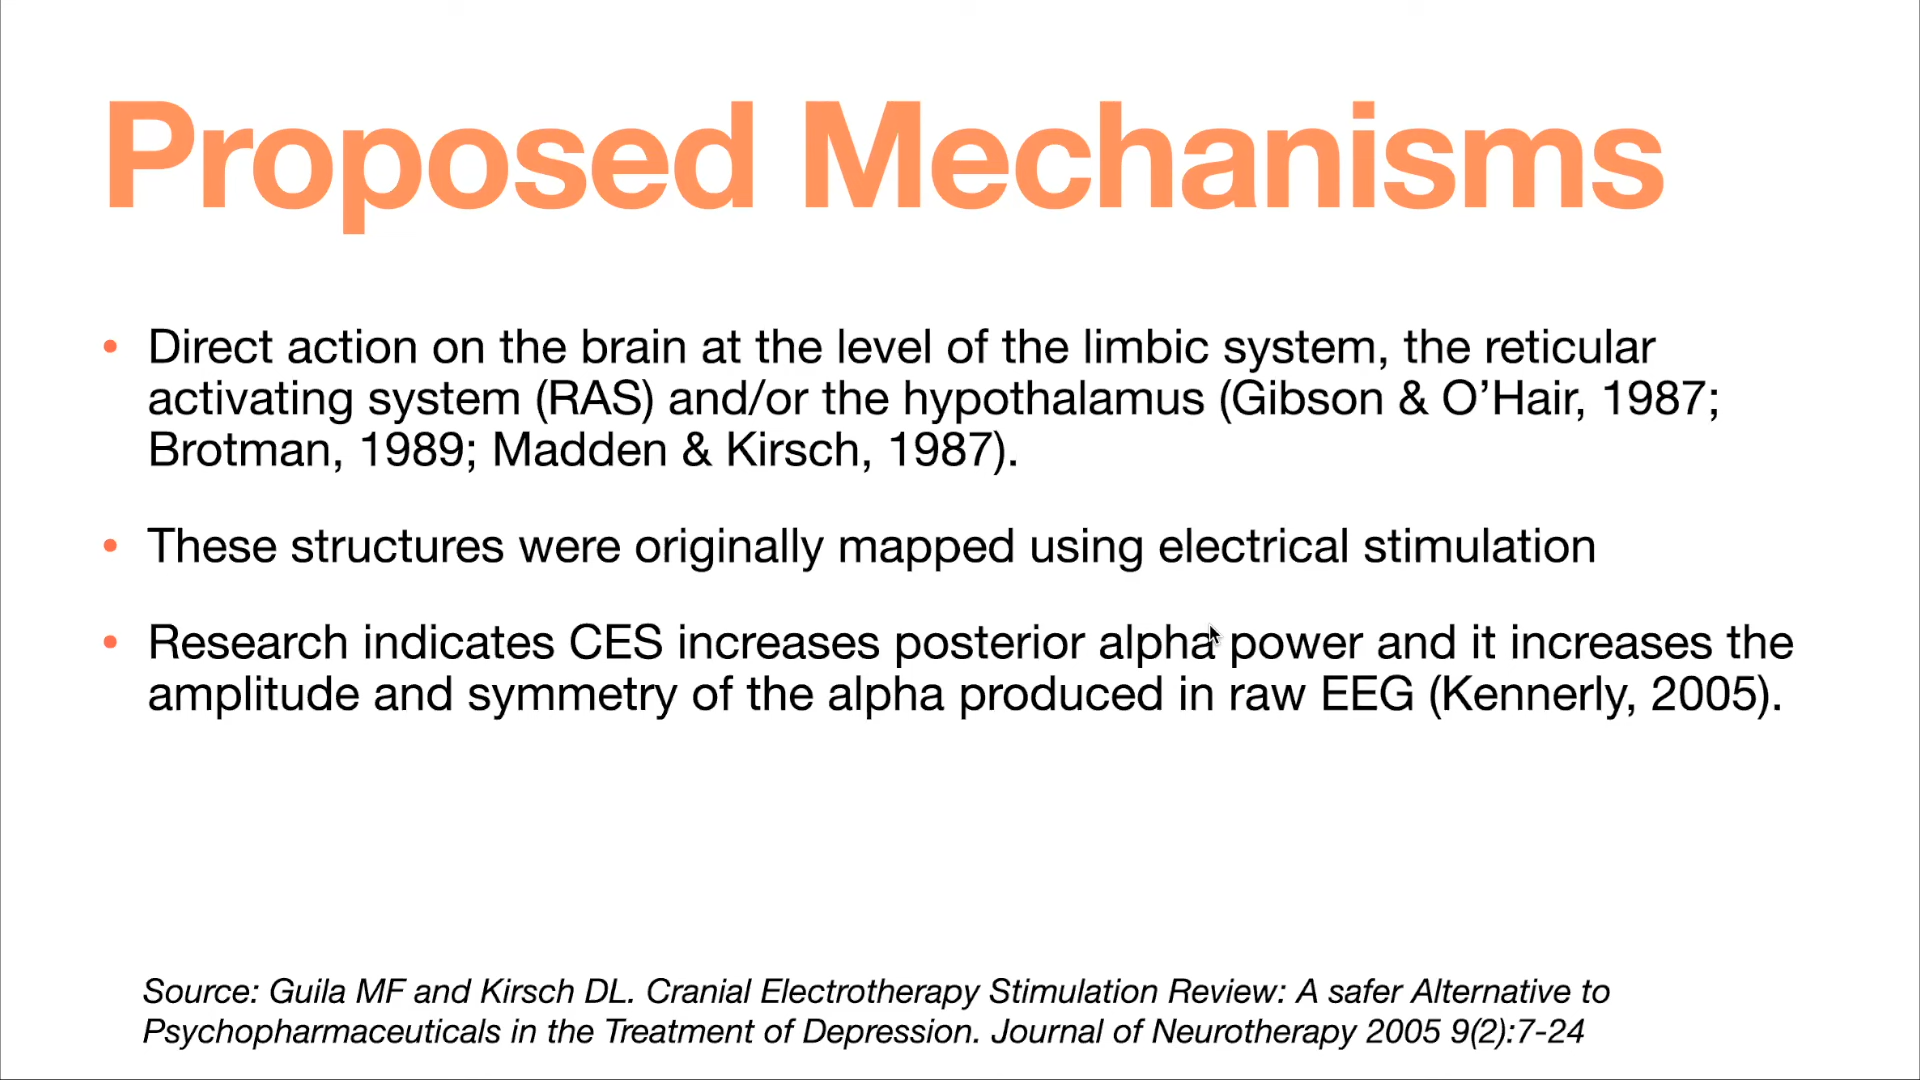 Proposed Mechanisms
• Direct action on the brain at the level of the limbic system, the reticular
activating system (RAS) and/or the hypothalamus (Gibson & O’Hair, 1987;
Brotman, 1989; Madden & Kirsch, 1987).
• These structures were originally mapped using electrical stimulation
• Research indicates CES increases posterior alpha power and it increases the
amplitude and symmetry of the alpha produced in raw EEG (Kennerly, 2005).
Source: Guila MF and Kirsch DL. Cranial Electrotherapy Stimulation Review: A safer Alternative to
Psychopharmaceuticals in the Treatment of Depression. Journal of Neurotherapy 2005 9(2):7-24